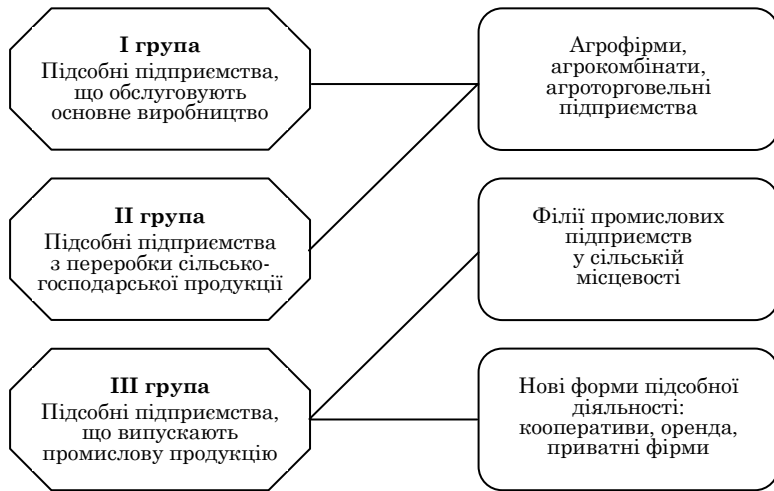 I група
Підсобні підприємства,
що обслуговують
основне виробництво
Агрофірми,
агрокомбінати,
агроторговельні
підприємства
II група
Підсобні підприємства
з переробки сільсько-
господарської продукції
Філії промислових
підприємств
у сільській
місцевості
III група
Підсобні підприємства,
що випускають
промислову продукцію
Нові форми підсобної
діяльності:
кооперативи, оренда,
приватні фірми